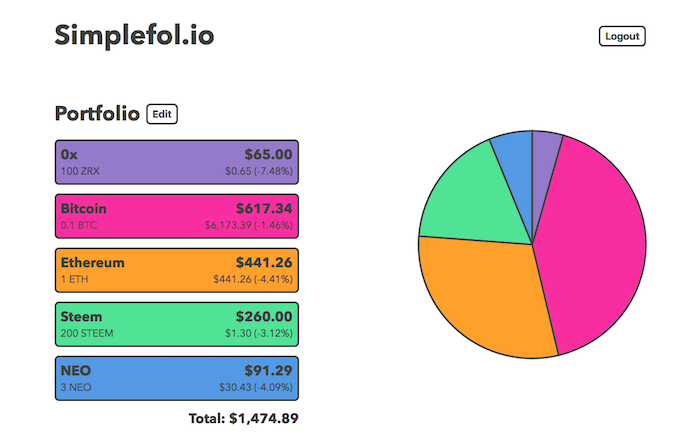 Simplefol.io
Logout
Portfolio Edit
0x $65.00
100 ZRX $0.65 (-7.48%)
Bitcoin $617.34
0.1 BTC $6,173.39 (-1.46%)
Ethereum $441.26
1 ETH $441.26 (-4.41%)
Steem $260.00
200 STEEM $1.30 (-3.12%)
NEO $91.29
3 NEO $30.43 (-4.09%)
Total: $1,474.89